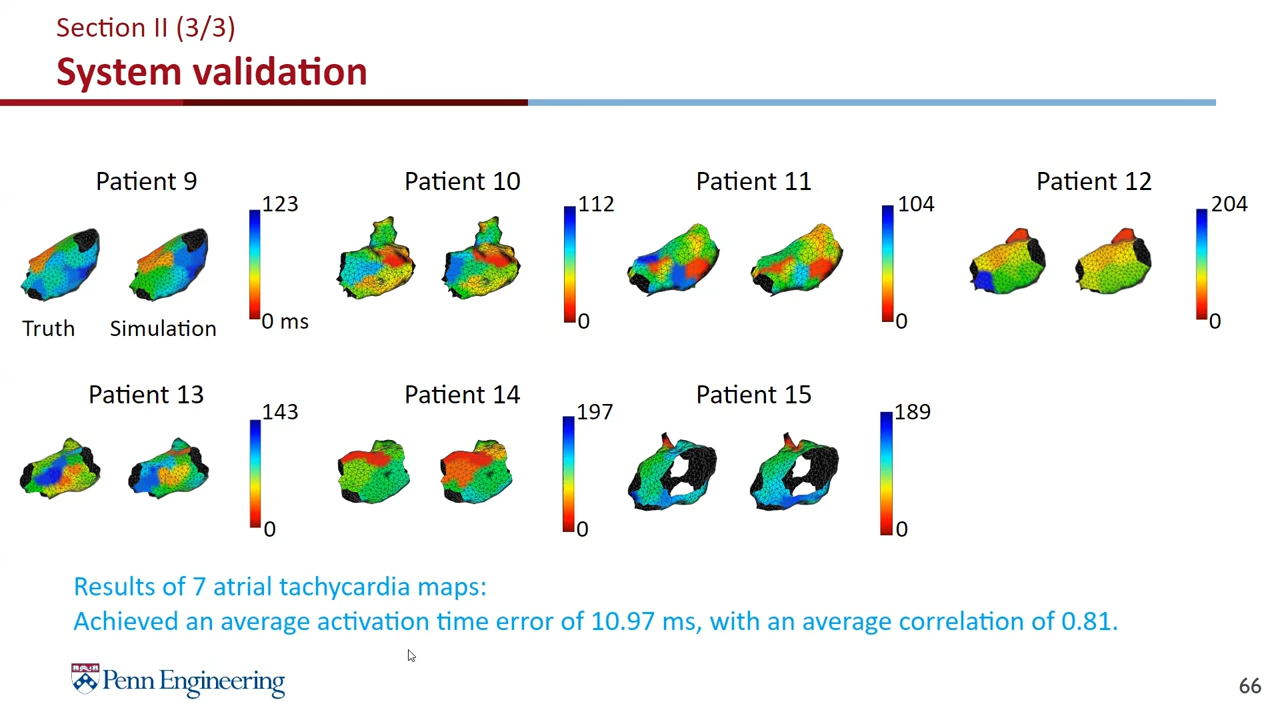 Section II (3/3)
System validation
Patient 9
Patient 10
Patient 11
Patient 12
123
0 ms
112
0
104
0
204
0
Truth
Simulation
Patient 13
Patient 14
Patient 15
143
0
197
0
189
0
Results of 7 atrial tachycardia maps:
Achieved an average activation time error of 10.97 ms, with an average correlation of 0.81.
Penn Engineering
66